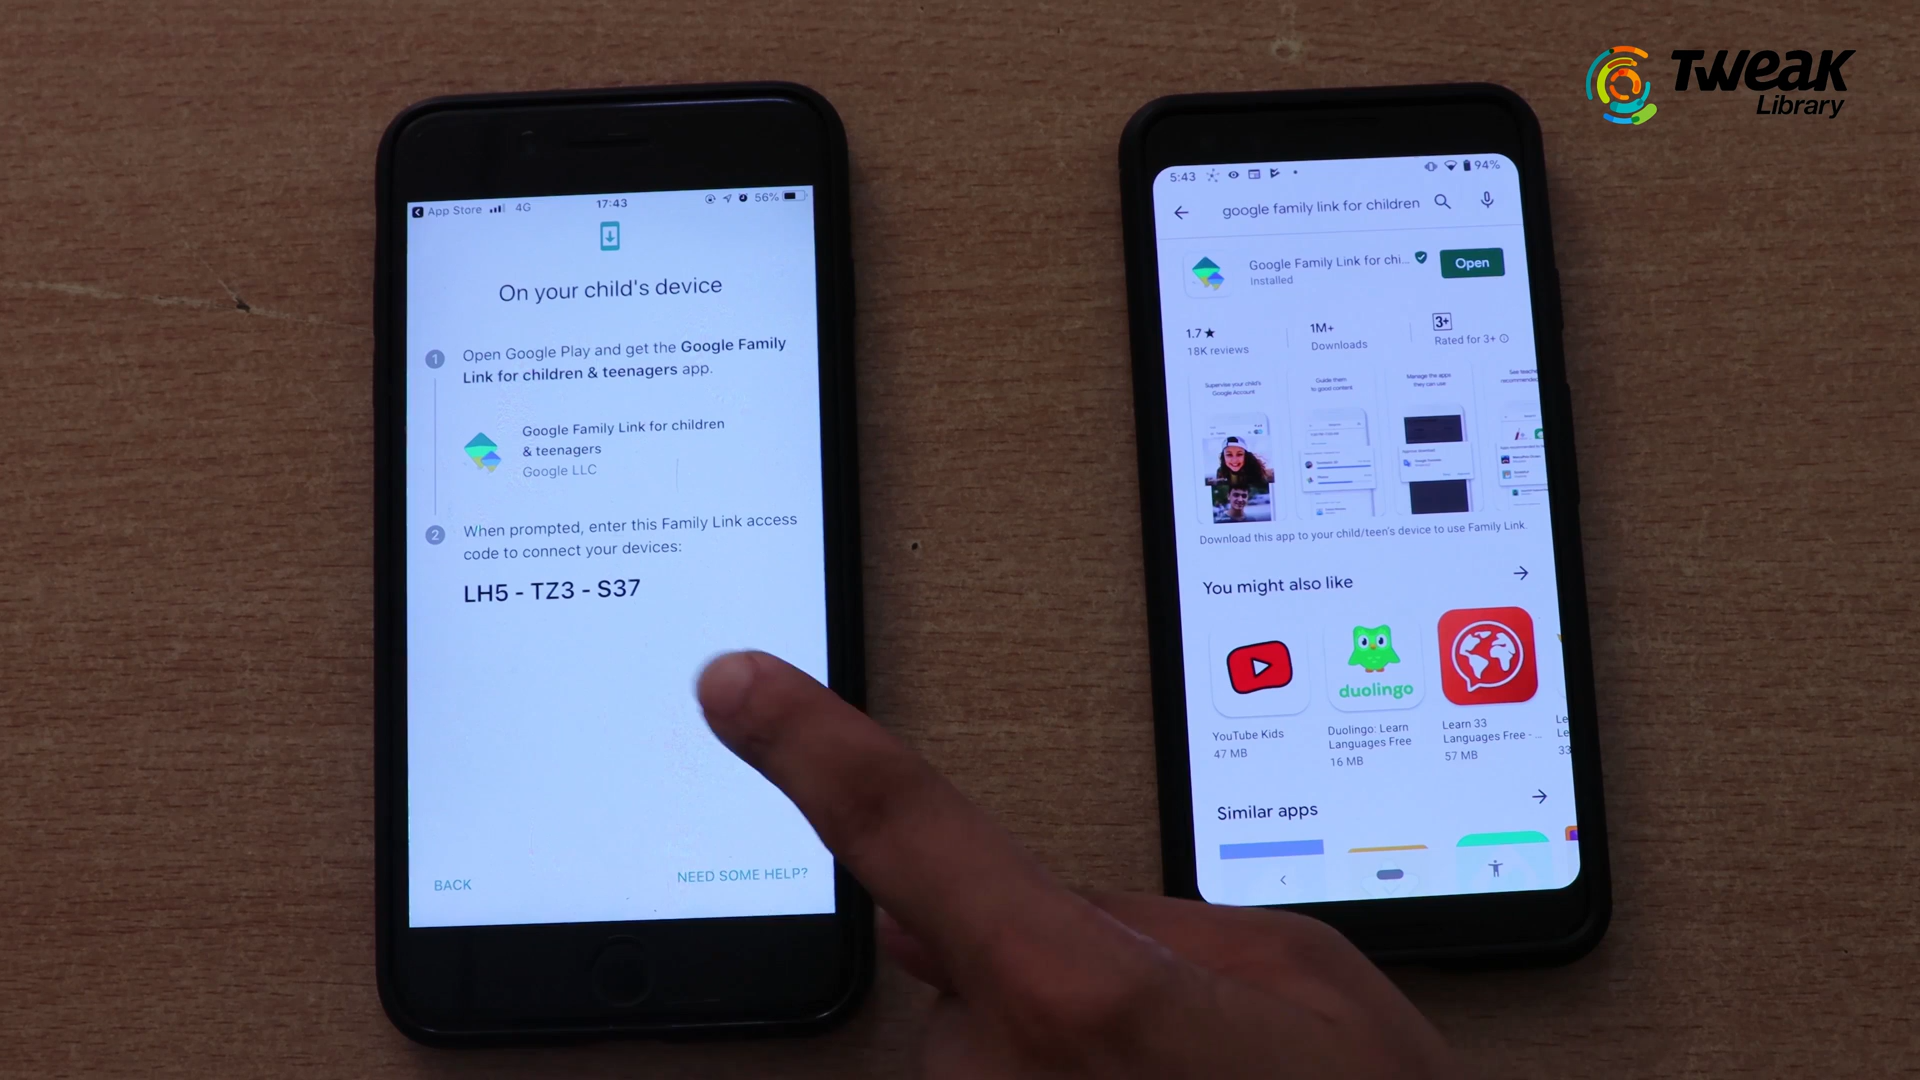 TWEAK
Library
App Store 4G 17:43 56%
On your child's device
1 Open Google Play and get the Google Family
Link for children & teenagers app.
Google Family Link for children
& teenagers
Google LLC
2 When prompted, enter this Family Link access
code to connect your devices:
LH5 - TZ3 - S37
BACK NEED SOME HELP?
5:43 94%
google family link for children
Google Family Link for chi... Open
Installed
1.7★ 1M+ 3+
18K reviews Downloads Rated for 3+
Supervise your child's
Google Account
Guide them
to good content
Manage the apps
they can use
See teache
recommended
Download this app to your child/teen's device to use Family Link.
You might also like
duolingo
YouTube Kids
47 MB
Duolingo: Learn
Languages Free
16 MB
Learn 33
Languages Free - ...
57 MB
Le
Le
33
Similar apps